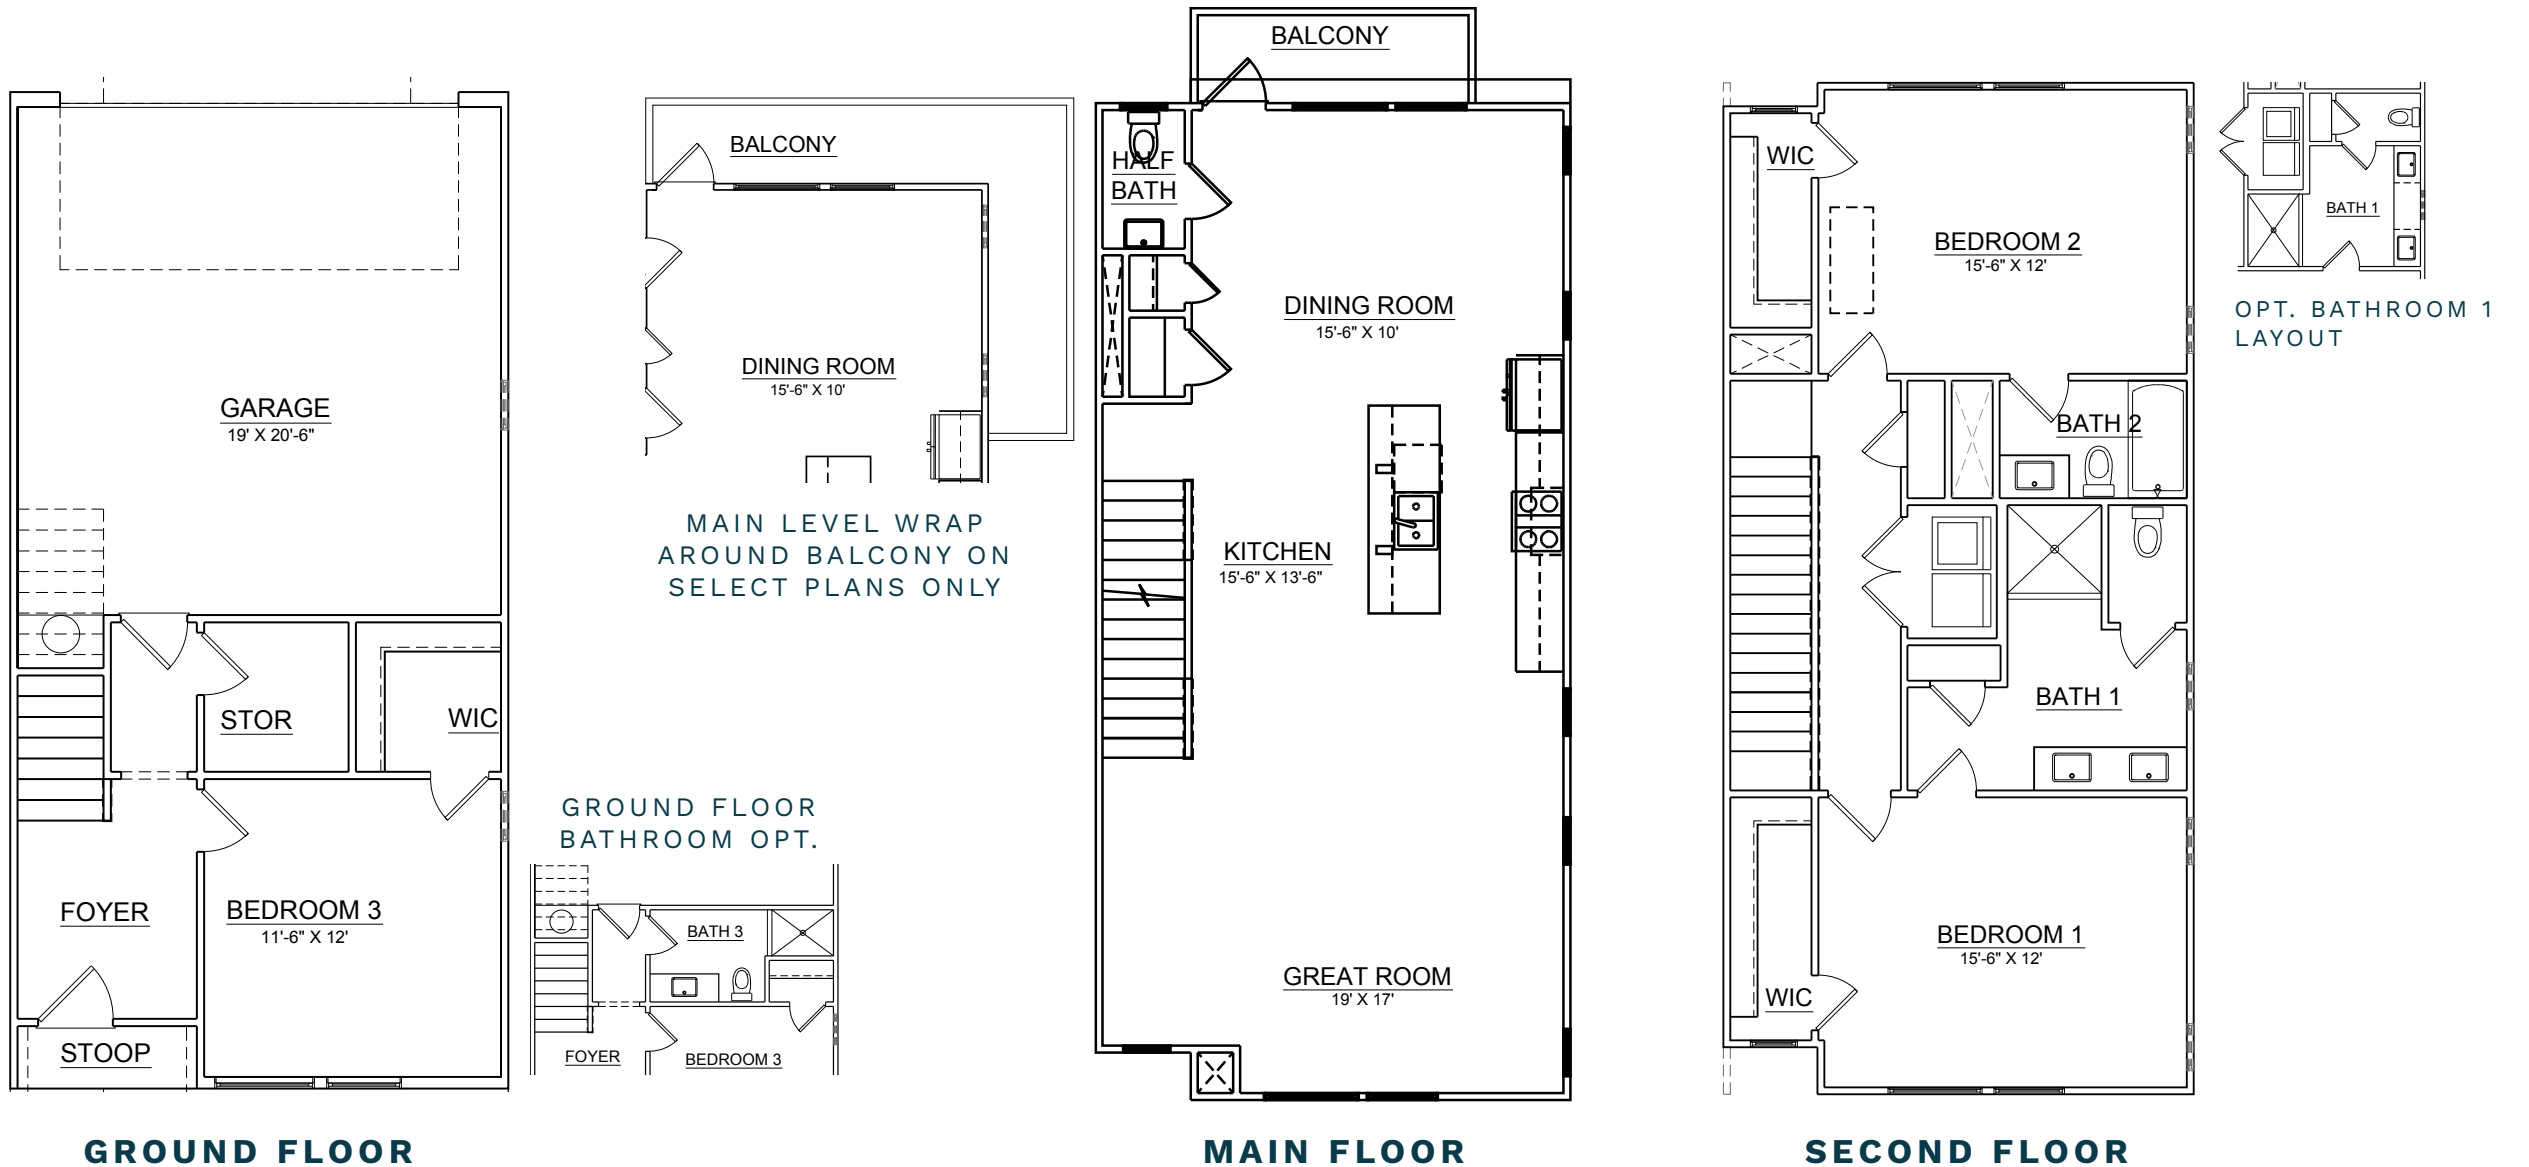 GARAGE
19' X 20'-6"
STOR
WIC
FOYER
BEDROOM 3
11'-6" X 12'
STOOP
GROUND FLOOR
BALCONY
DINING ROOM
15'-6" X 10'
MAIN LEVEL WRAP
AROUND BALCONY ON
SELECT PLANS ONLY
GROUND FLOOR
BATHROOM OPT.
BATH 3
FOYER
BEDROOM 3
BALCONY
HALF
BATH
DINING ROOM
15'-6" X 10'
KITCHEN
15'-6" X 13'-6"
GREAT ROOM
19' X 17'
MAIN FLOOR
WIC
BEDROOM 2
15'-6" X 12'
BATH 2
BATH 1
BEDROOM 1
15'-6" X 12'
WIC
SECOND FLOOR
BATH 1
OPT. BATHROOM 1
LAYOUT